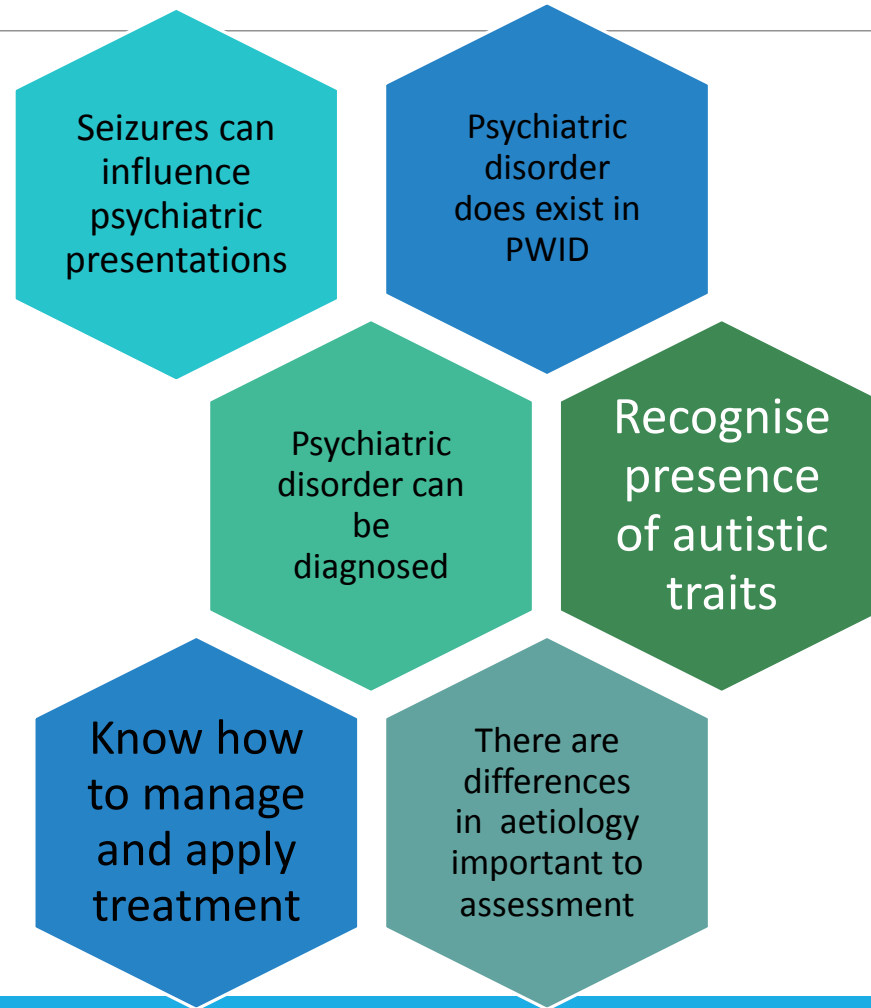 Seizures can
influence
psychiatric
presentations
Psychiatric
disorder
does exist in
PWID
Psychiatric
disorder can
be
diagnosed
Recognise
presence
of autistic
traits
Know how
to manage
and apply
treatment
There are
differences
in aetiology
important to
assessment